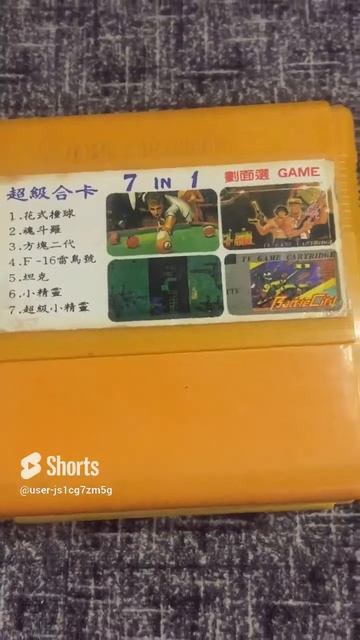 超級合卡
7 IN 1
劃面選 GAME
1.花式撞球
2.魂斗羅
3.方塊二代
4.F-16雷鳥號
5.坦克
6.小精靈
7.超級小精靈
TV GAME CARTRIDGE
TV GAME CARTRIDGE
BattleCity
Shorts
@user-js1cg7zm5g